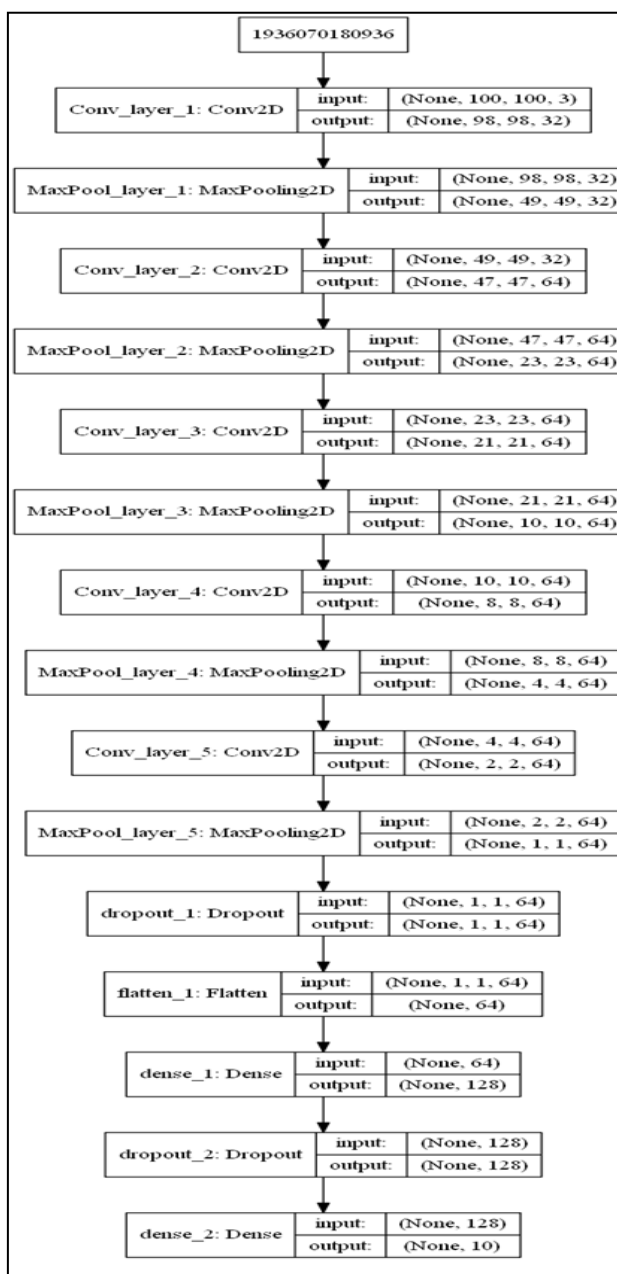 1936070180936
Conv_layer_1: Conv2D
input: (None, 100, 100, 3)
output: (None, 98, 98, 32)
MaxPool_layer_1: MaxPooling2D
input: (None, 98, 98, 32)
output: (None, 49, 49, 32)
Conv_layer_2: Conv2D
input: (None, 49, 49, 32)
output: (None, 47, 47, 64)
MaxPool_layer_2: MaxPooling2D
input: (None, 47, 47, 64)
output: (None, 23, 23, 64)
Conv_layer_3: Conv2D
input: (None, 23, 23, 64)
output: (None, 21, 21, 64)
MaxPool_layer_3: MaxPooling2D
input: (None, 21, 21, 64)
output: (None, 10, 10, 64)
Conv_layer_4: Conv2D
input: (None, 10, 10, 64)
output: (None, 8, 8, 64)
MaxPool_layer_4: MaxPooling2D
input: (None, 8, 8, 64)
output: (None, 4, 4, 64)
Conv_layer_5: Conv2D
input: (None, 4, 4, 64)
output: (None, 2, 2, 64)
MaxPool_layer_5: MaxPooling2D
input: (None, 2, 2, 64)
output: (None, 1, 1, 64)
dropout_1: Dropout
input: (None, 1, 1, 64)
output: (None, 1, 1, 64)
flatten_1: Flatten
input: (None, 1, 1, 64)
output: (None, 64)
dense_1: Dense
input: (None, 64)
output: (None, 128)
dropout_2: Dropout
input: (None, 128)
output: (None, 128)
dense_2: Dense
input: (None, 128)
output: (None, 10)